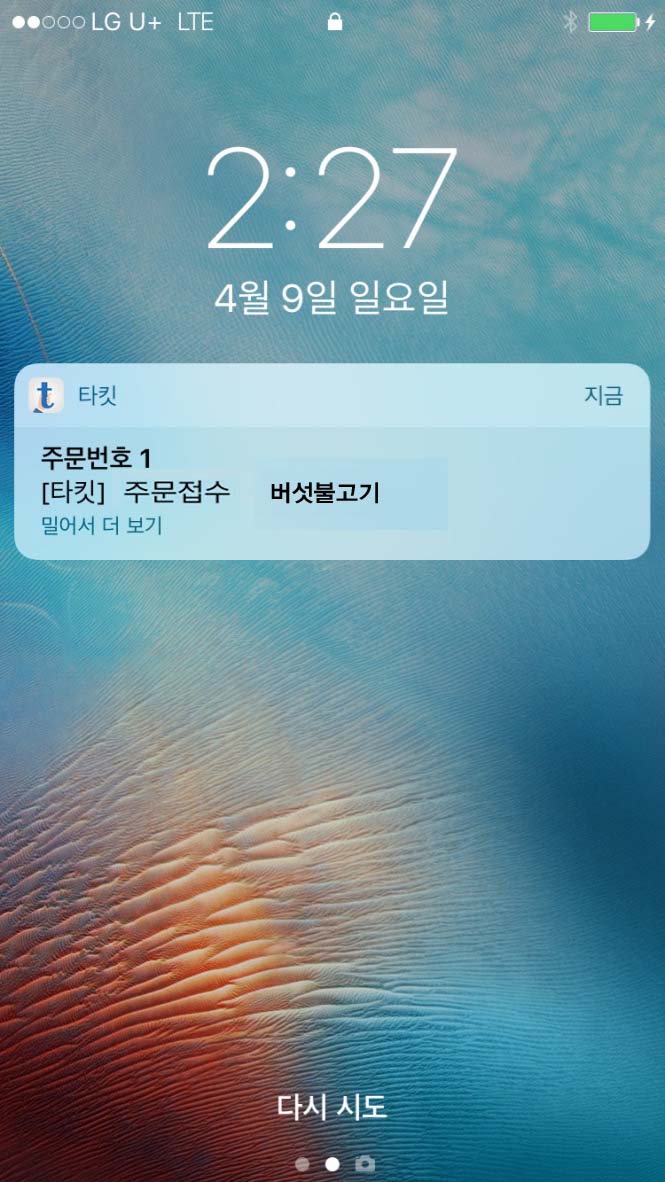 LG U+ LTE
2:27
4월 9일 일요일
t 타킷 지금
주문번호 1
[타킷] 주문접수 버섯불고기
밀어서 더 보기
다시 시도